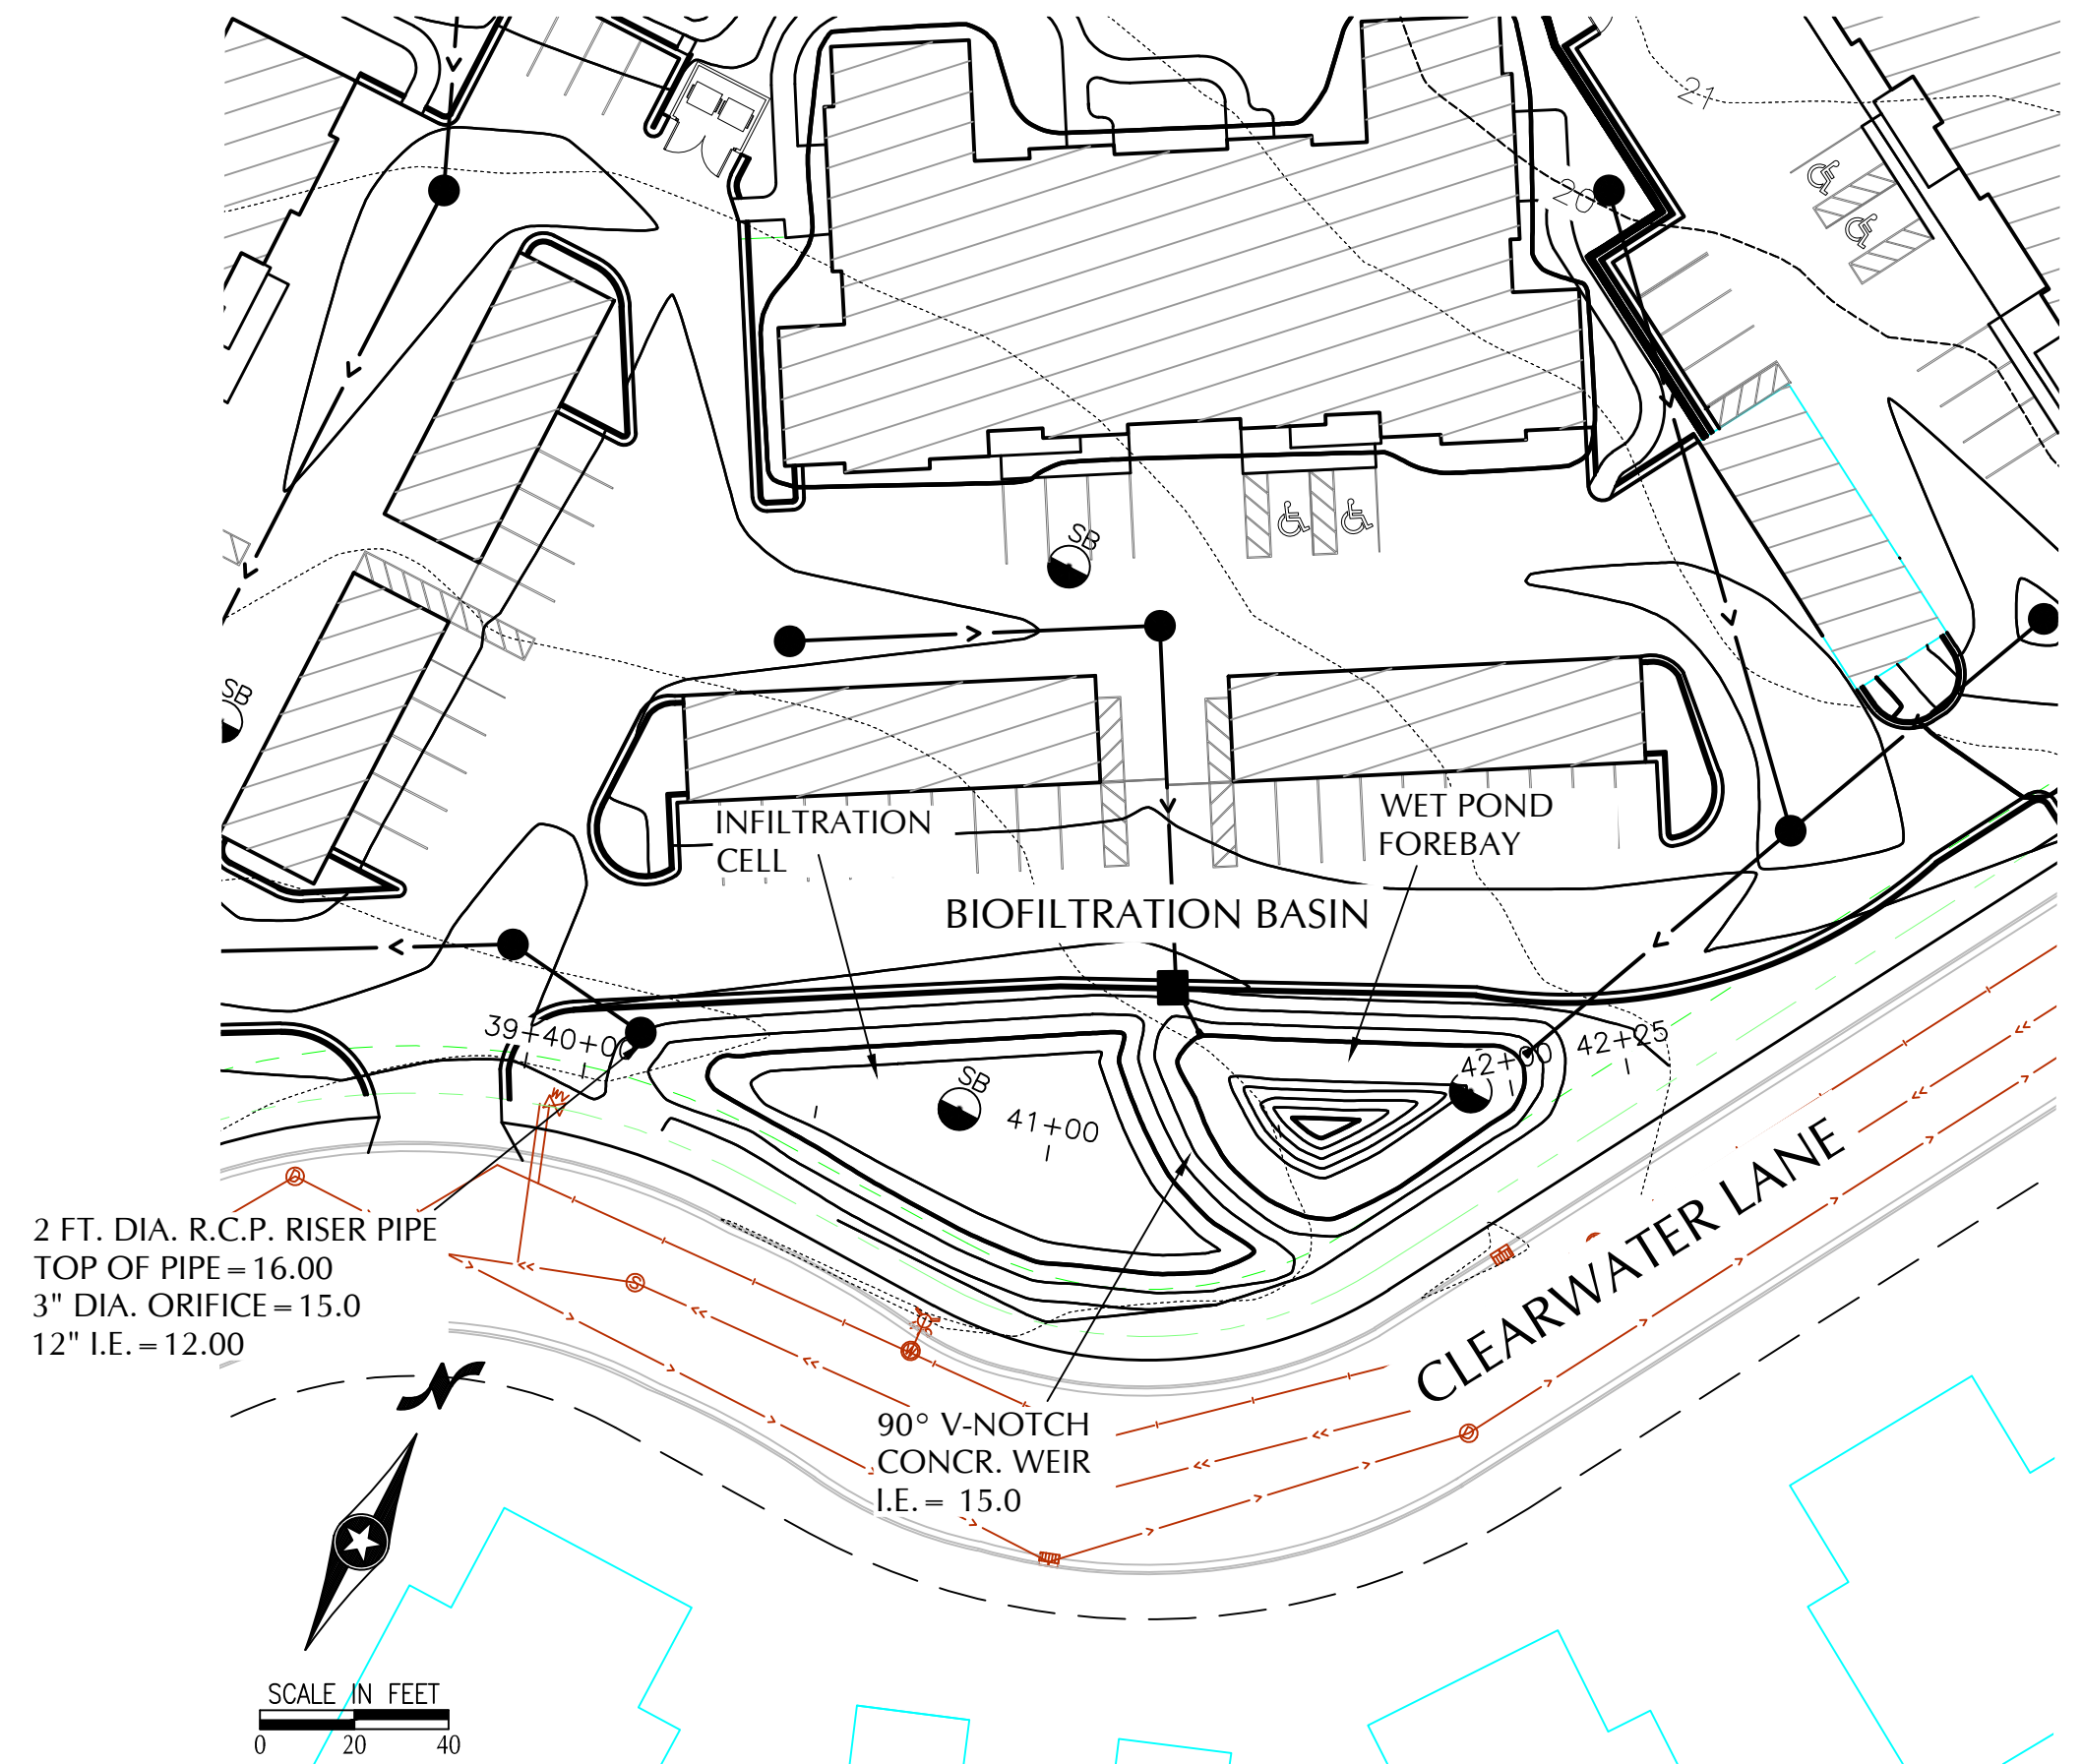 21
20
SB
SB
INFILTRATION
CELL
WET POND
FOREBAY
BIOFILTRATION BASIN
39+40+00
42+00
42+25
SB
41+00
CLEARWATER LANE
2 FT. DIA. R.C.P. RISER PIPE
TOP OF PIPE = 16.00
3" DIA. ORIFICE = 15.0
12" I.E. = 12.00
90° V-NOTCH
CONCR. WEIR
I.E. = 15.0
N
D
S
W
D
SCALE IN FEET
0 20 40